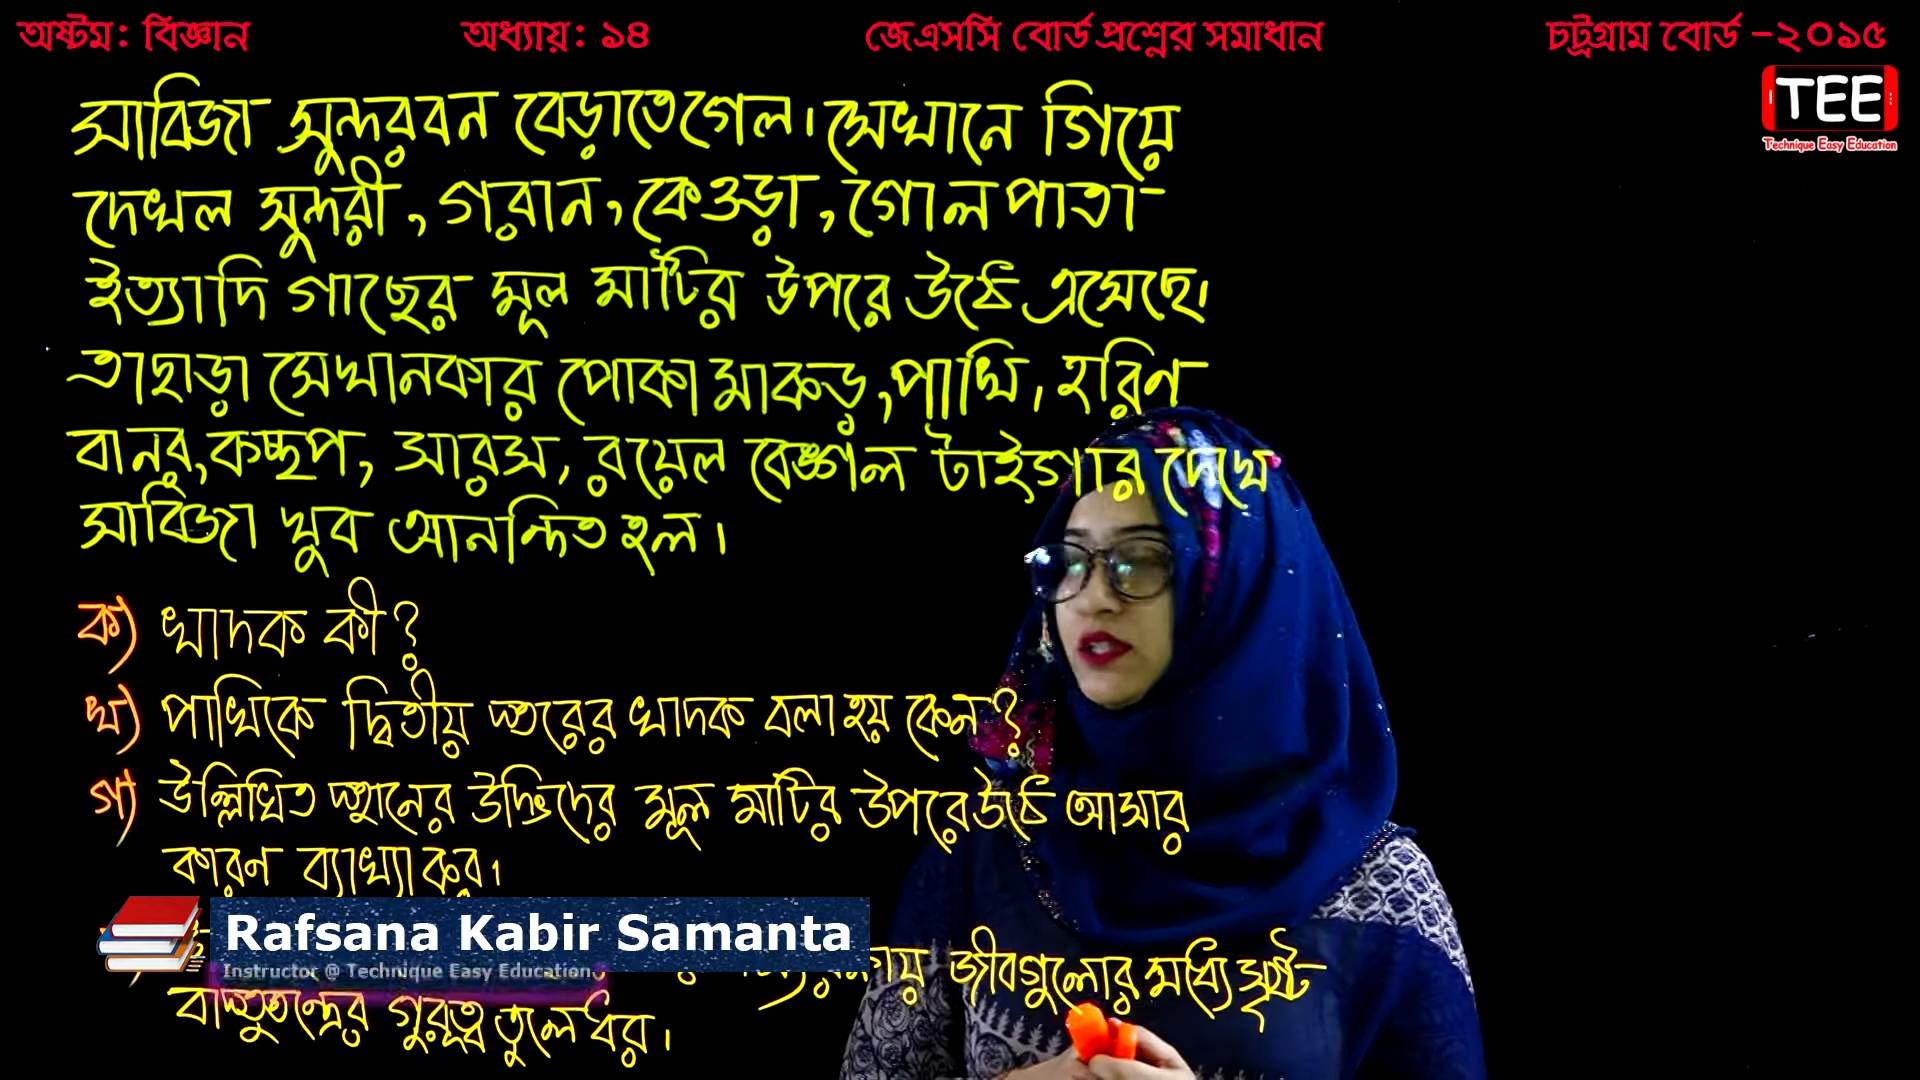 অষ্টম: বিজ্ঞান অধ্যায়: ১৪ জেএসসি বোর্ড প্রশ্নের সমাধান চট্রগ্রাম বোর্ড -২০১৫
TEE
Technique Easy Education
সাবিজা সুন্দরবন বেড়াতে গেল। সেখানে গিয়ে
দেখল সুন্দরী, গরান, কেওড়া, গোলপাতা
ইত্যাদি গাছের মূল মাটির উপরে উঠে এসেছে।
তাছাড়া সেখানকার পোকা মাকড়, পাখি, হরিণ
বানর, কচ্ছপ, সারস, রয়েল বেঙ্গল টাইগার দেখে
সাবিজা খুব আনন্দিত হল।
ক) খাদক কী?
খ) পাখিকে দ্বিতীয় স্তরের খাদক বলা হয় কেন?
গ) উল্লিখিত স্থানের উদ্ভিদের মূল মাটির উপরে উঠে আসার
কারণ ব্যাখ্যা কর।
Rafsana Kabir Samanta
Instructor @ Technique Easy Education
জীবগুলোর মধ্যে সৃষ্ট
বাস্তুতন্ত্রের গুরুত্ব তুলে ধর।